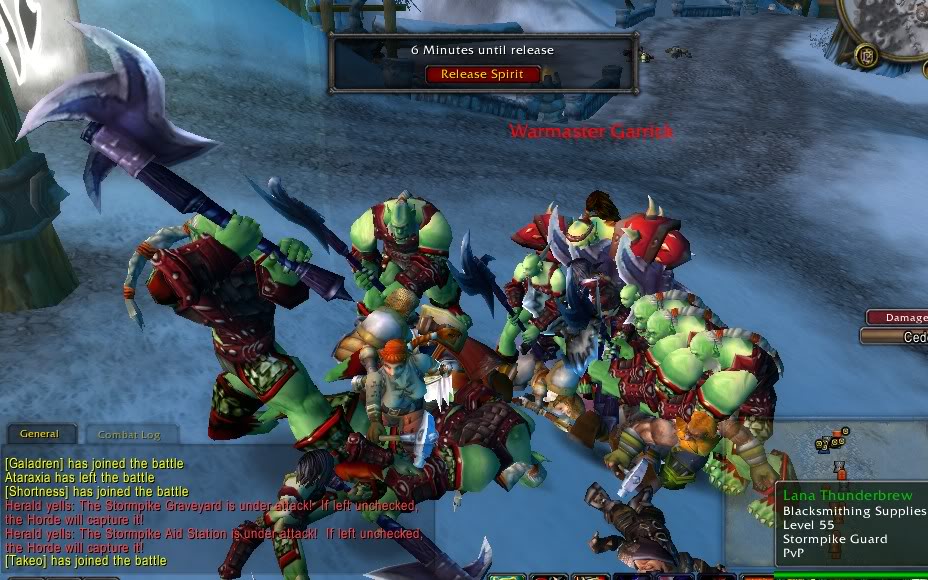 6 Minutes until release
Release Spirit
Warmaster Garrick
Damage
General
Combat Log
[Galadren] has joined the battle
Ataraxia has left the battle
[Shortness] has joined the battle
Herald yells: The Stormpike Graveyard is under attack!  If left unchecked,
the Horde will capture it!
Herald yells: The Stormpike Aid Station is under attack!  If left unchecked,
the Horde will capture it!
[Takeo] has joined the battle
Lana Thunderbrew
Blacksmithing Supplies
Level 55
Stormpike Guard
PvP